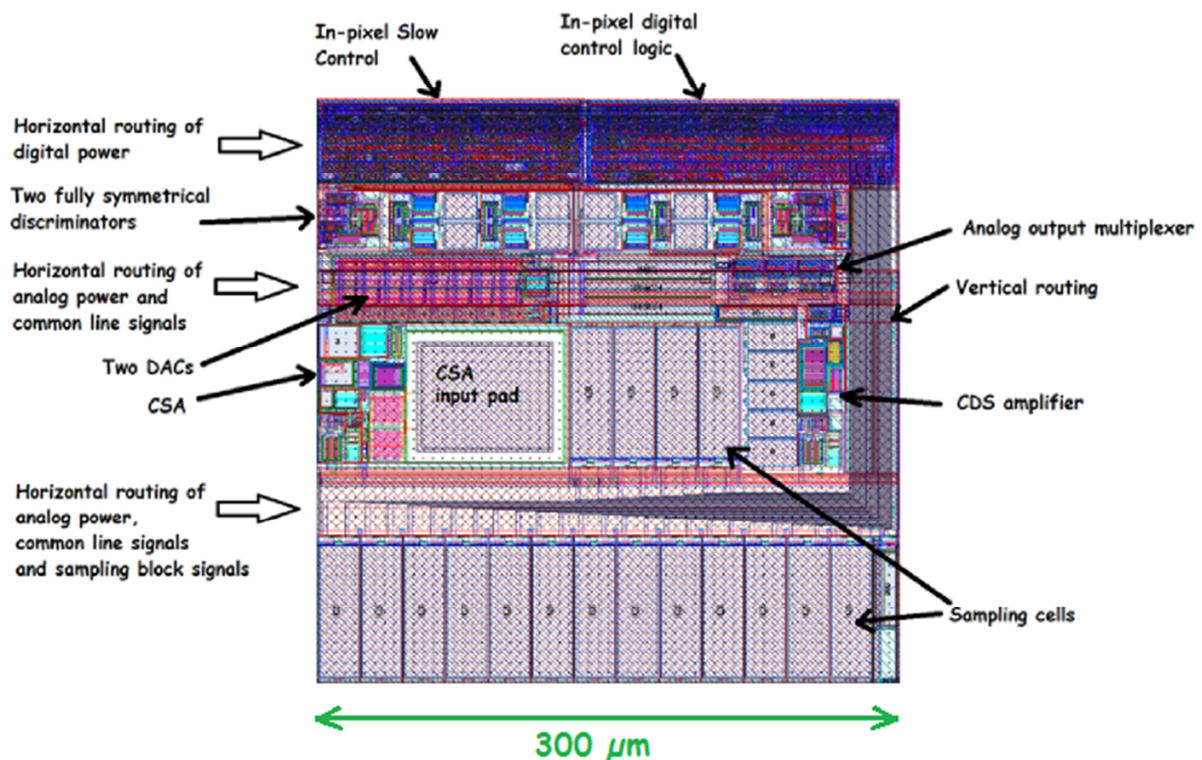 In-pixel Slow
Control
In-pixel digital
control logic
Horizontal routing of
digital power
Two fully symmetrical
discriminators
Analog output multiplexer
Horizontal routing of
analog power and
common line signals
Vertical routing
Two DACs
CSA
input pad
CSA
CDS amplifier
Horizontal routing of
analog power,
common line signals
and sampling block signals
Sampling cells
300 µm